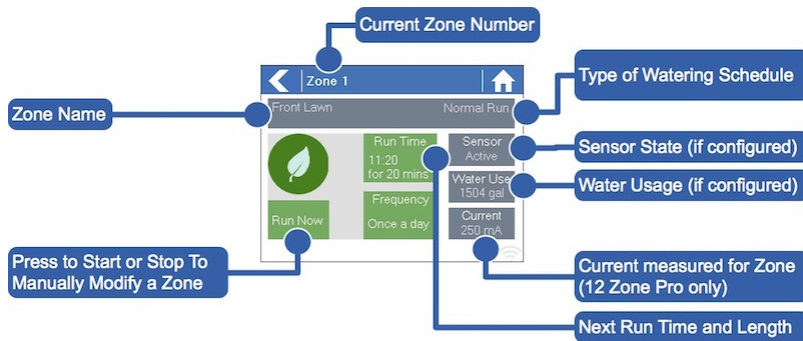 Current Zone Number
Zone 1
Type of Watering Schedule
Zone Name
Front Lawn
Normal Run
Run Time
11:20
for 20 mins
Sensor
Active
Sensor State (if configured)
Water Use
1504 gal
Water Usage (if configured)
Frequency
Once a day
Run Now
Current
250 mA
Press to Start or Stop To
Manually Modify a Zone
Current measured for Zone
(12 Zone Pro only)
Next Run Time and Length